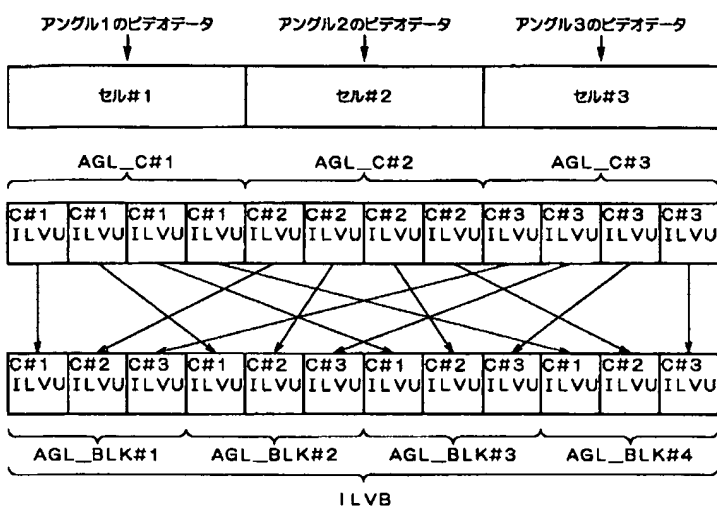 アングル1のビデオデータ アングル2のビデオデータ アングル3のビデオデータ
セル#1 セル#2 セル#3
AGL_C#1 AGL_C#2 AGL_C#3
C#1 C#1 C#1 C#1 C#2 C#2 C#2 C#2 C#3 C#3 C#3 C#3
ILVU ILVU ILVU ILVU ILVU ILVU ILVU ILVU ILVU ILVU ILVU ILVU
C#1 C#2 C#3 C#1 C#2 C#3 C#1 C#2 C#3 C#1 C#2 C#3
ILVU ILVU ILVU ILVU ILVU ILVU ILVU ILVU ILVU ILVU ILVU ILVU
AGL_BLK#1 AGL_BLK#2 AGL_BLK#3 AGL_BLK#4
ILVB